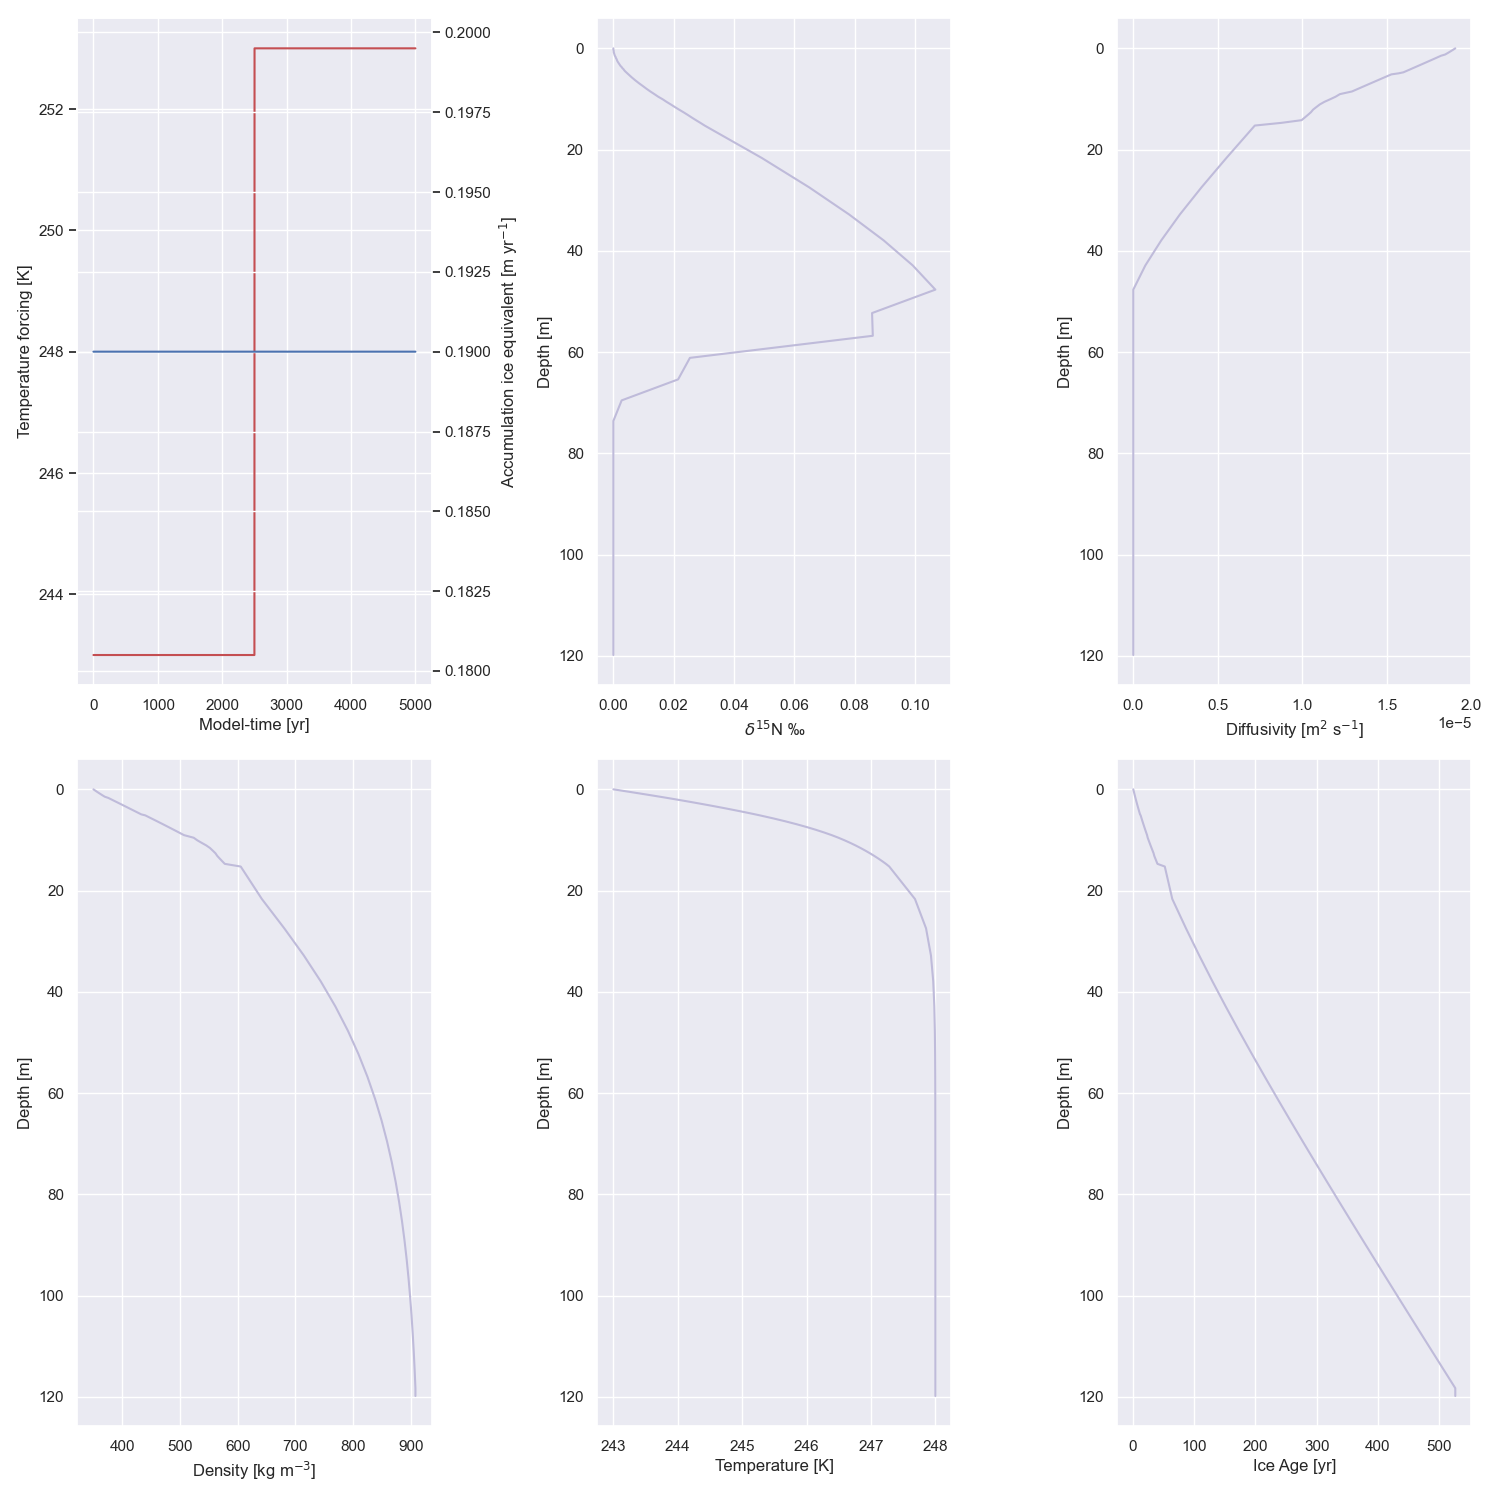 252
250
248
246
244
Temperature forcing [K]
0 1000 2000 3000 4000 5000
Model-time [yr]
0.2000
0.1975
0.1950
0.1925
0.1900
0.1875
0.1850
0.1825
0.1800
Accumulation ice equivalent [m yr⁻¹]
0
20
40
60
80
100
120
Depth [m]
0.00 0.02 0.04 0.06 0.08 0.10
δ¹⁵N ‰
0
20
40
60
80
100
120
Depth [m]
0.0 0.5 1.0 1.5 2.0
1e−5
Diffusivity [m² s⁻¹]
0
20
40
60
80
100
120
Depth [m]
400 500 600 700 800 900
Density [kg m⁻³]
0
20
40
60
80
100
120
Depth [m]
243 244 245 246 247 248
Temperature [K]
0
20
40
60
80
100
120
Depth [m]
0 100 200 300 400 500
Ice Age [yr]